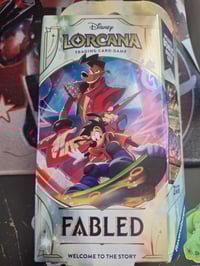 Disney
LORCANA
TRADING CARD GAME
FABLED
WELCOME TO THE STORY